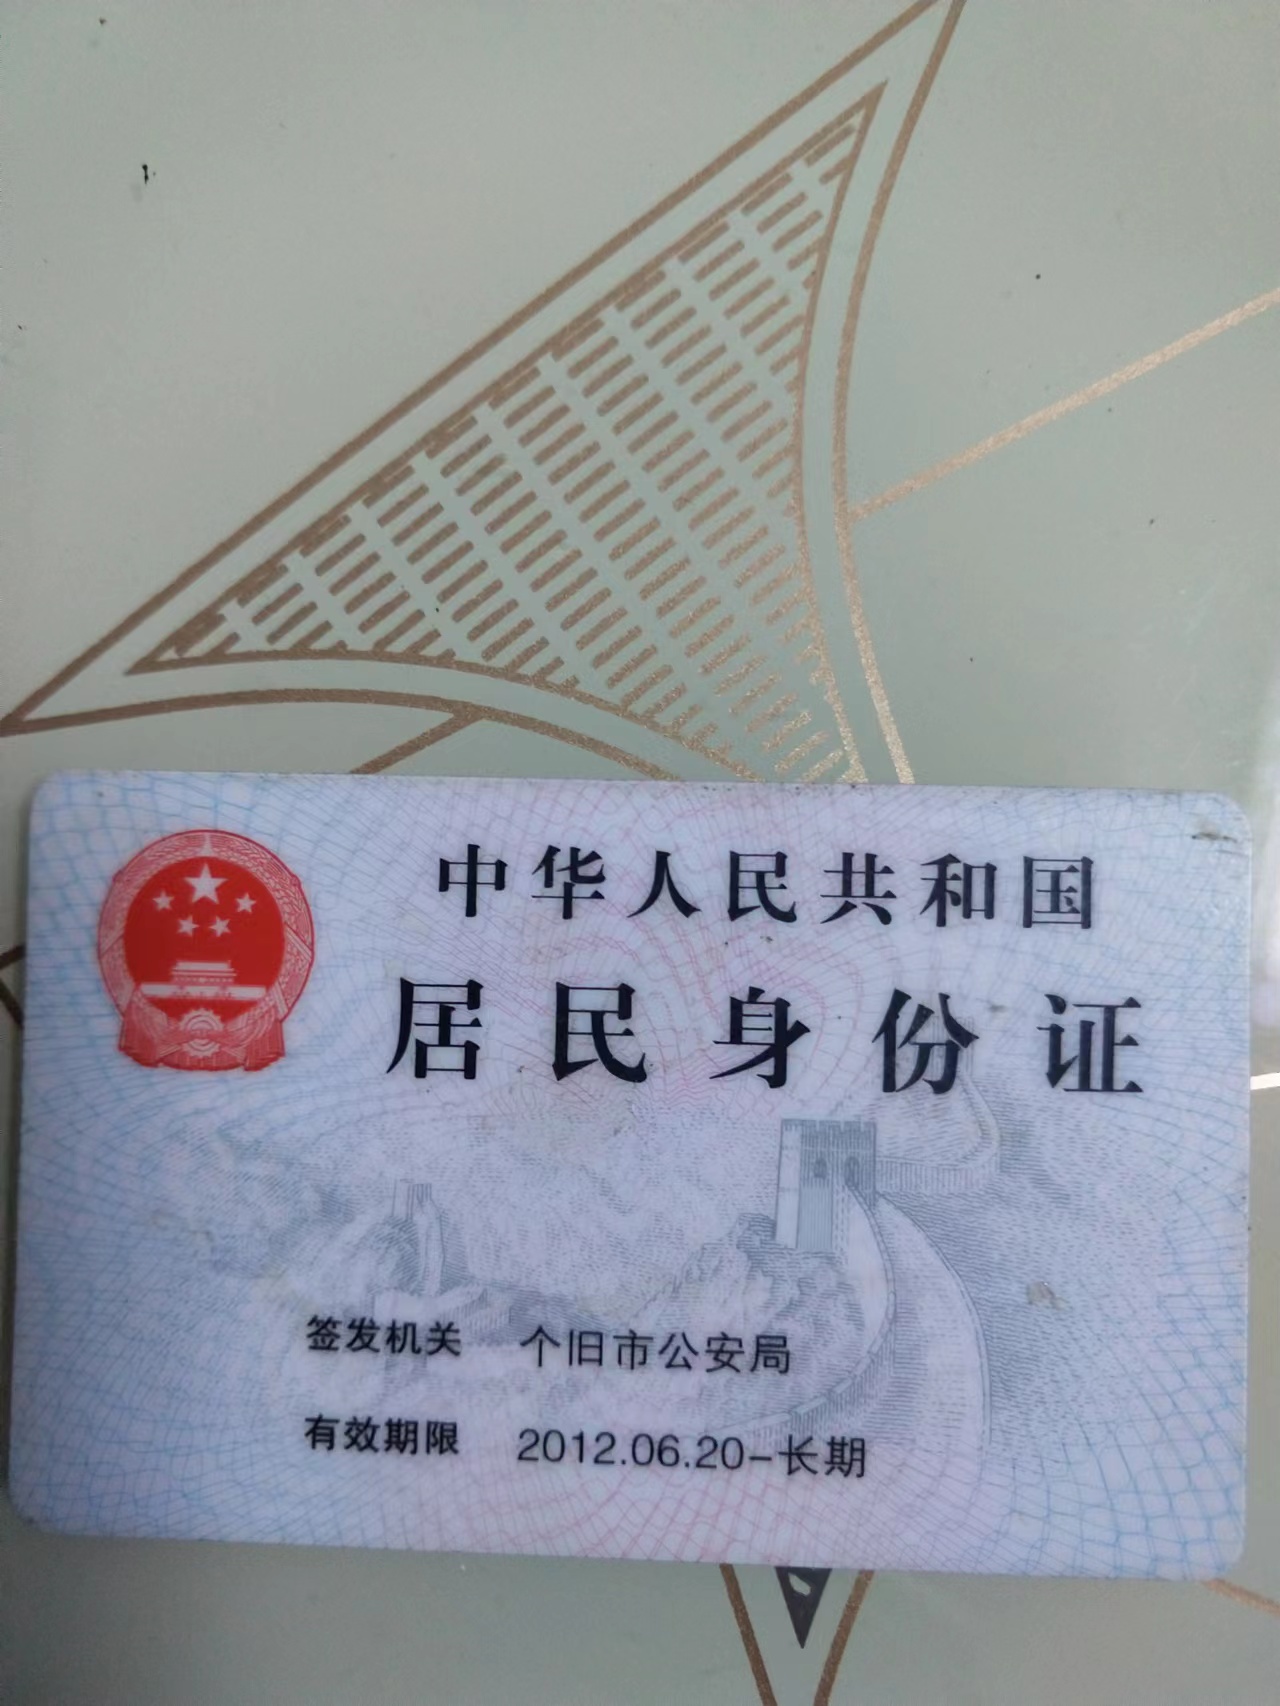 中华人民共和国
居民身份证
签发机关 个旧市公安局
有效期限 2012.06.20-长期